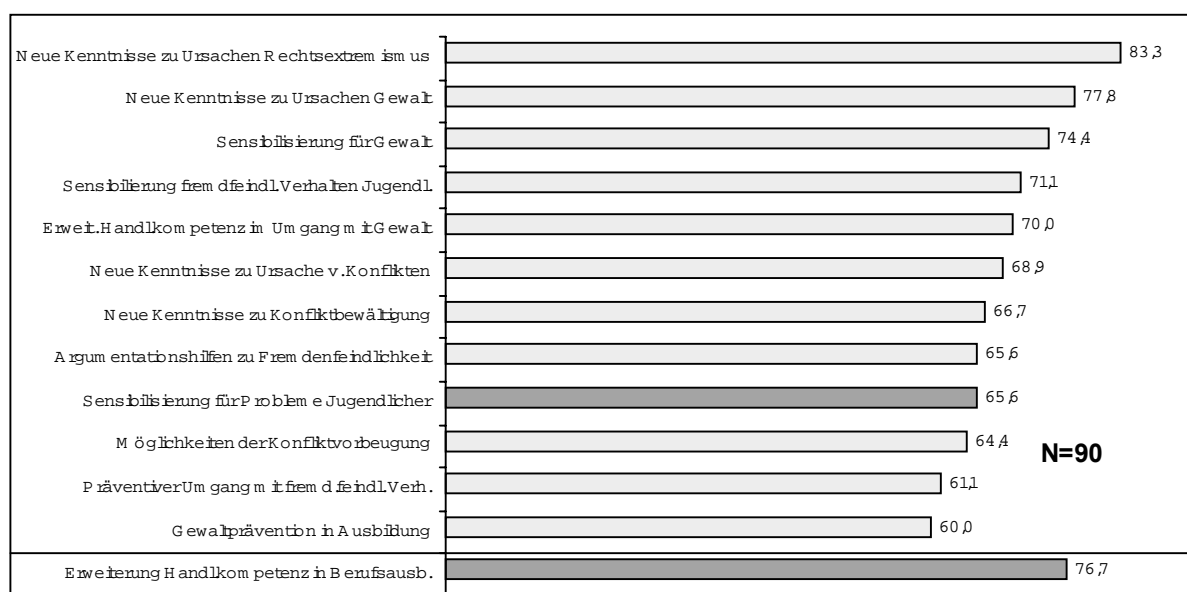 Neue Kenntnisse zu Ursachen Rechtsextremismus 83,3
Neue Kenntnisse zu Ursachen Gewalt 77,8
Sensibilisierung für Gewalt 74,4
Sensibilierung fremdfeindl. Verhalten Jugendl. 71,1
Erweit. Handlkompetenz im Umgang mit Gewalt 70,0
Neue Kenntnisse zu Ursache v. Konflikten 68,9
Neue Kenntnisse zu Konfliktbewältigung 66,7
Argumentationshilfen zu Fremdenfeindlichkeit 65,6
Sensibilisierung für Probleme Jugendlicher 65,6
Möglichkeiten der Konfliktvorbeugung 64,4
N=90
Präventiver Umgang mit fremd.feindl. Verh. 61,1
Gewaltprävention in Ausbildung 60,0
Erweiterung Handlkompetenz in Berufsausb. 76,7